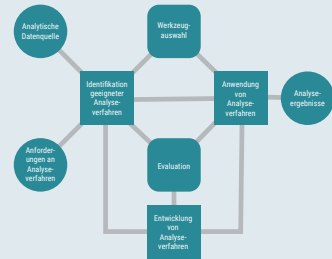 Analytische
Datenquelle
Werkzeug-
auswahl
Identifikation
geeigneter
Analyse-
verfahren
Anwendung
von
Analyse-
verfahren
Analyse-
ergebnisse
Anforder-
ungen an
Analyse-
verfahren
Evaluation
Entwicklung
von
Analyse-
verfahren